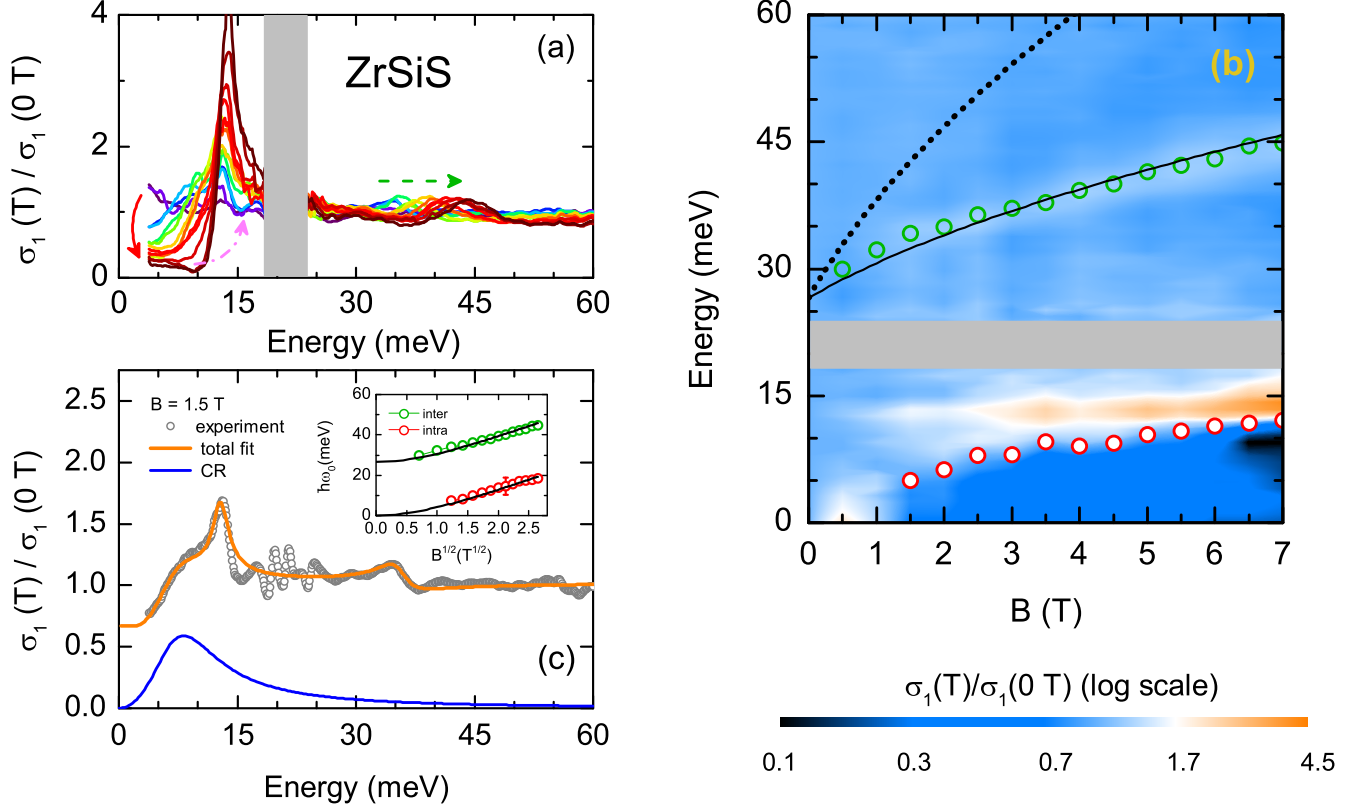 (a)
ZrSiS
4
2
0
σ1 (T) / σ1 (0 T)
0 15 30 45 60
Energy (meV)
(b)
60
45
30
15
0
Energy (meV)
0 1 2 3 4 5 6 7
B (T)
σ1(T)/σ1(0 T) (log scale)
0.1 0.3 0.7 1.7 4.5
(c)
2.5
2.0
1.5
1.0
0.5
0.0
σ1 (T) / σ1 (0 T)
B = 1.5 T
experiment
total fit
CR
60
40
20
0
ħω0(meV)
inter
intra
0.0 0.5 1.0 1.5 2.0 2.5
B1/2(T1/2)
0 15 30 45 60
Energy (meV)